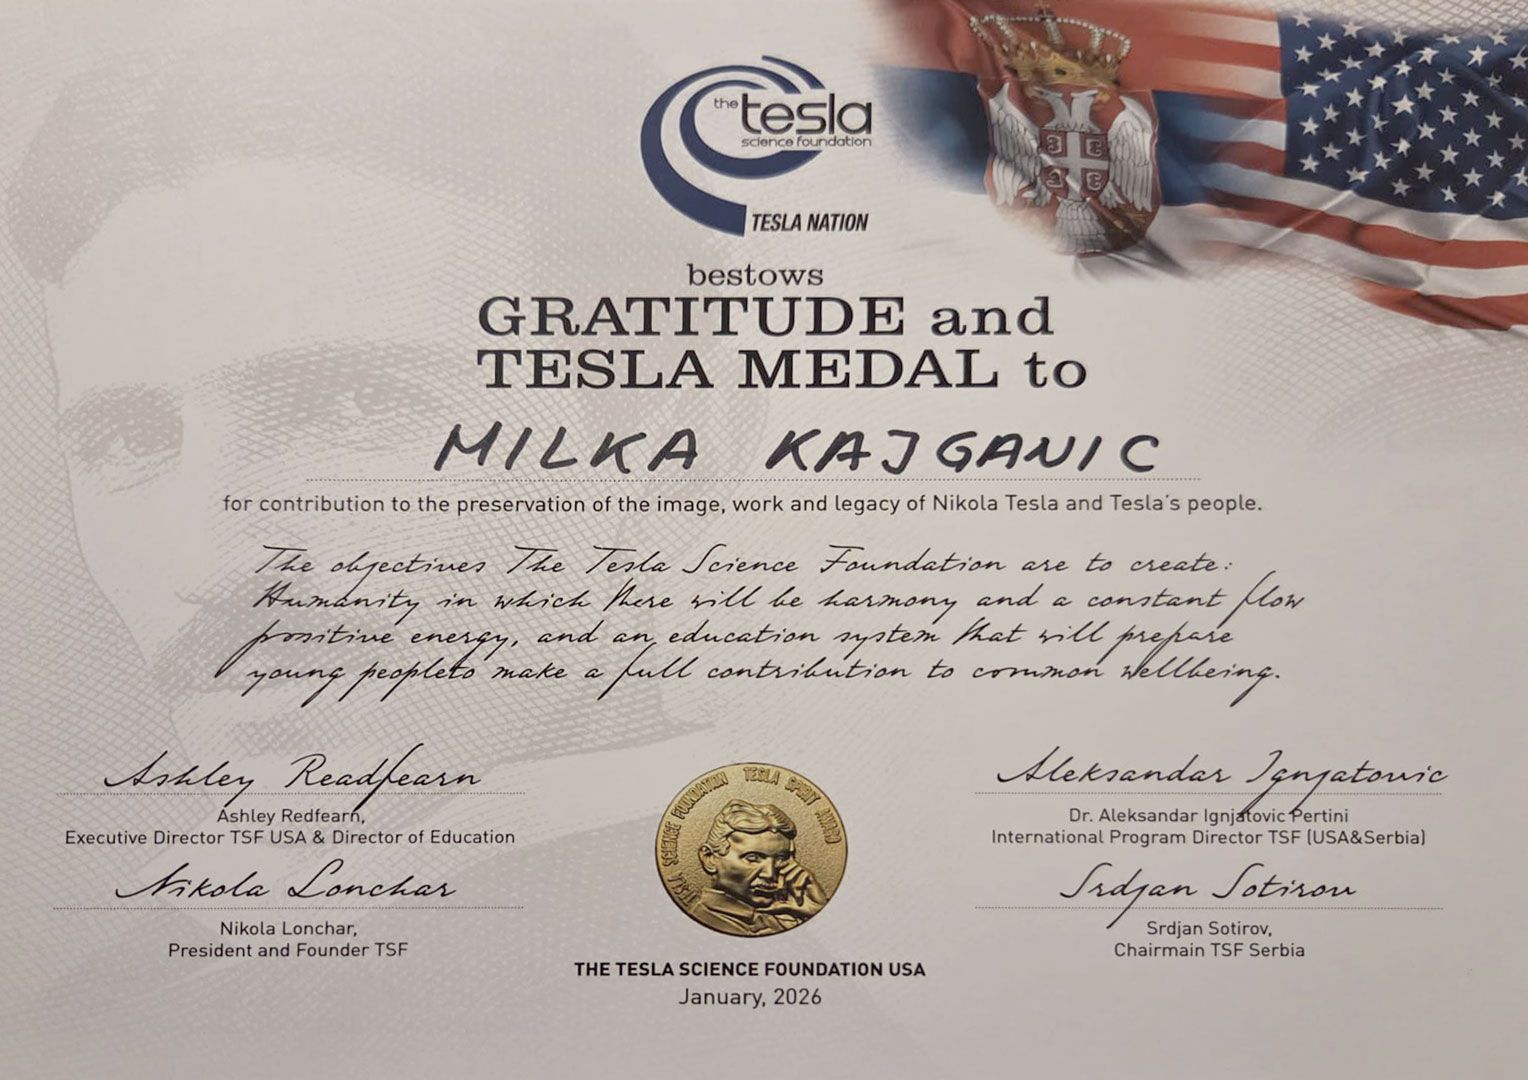 the tesla
science foundation
TESLA NATION
bestows
GRATITUDE and
TESLA MEDAL to
MILKA KAJGANIC
for contribution to the preservation of the image, work and legacy of Nikola Tesla and Tesla's people.
The objectives The Tesla Science Foundation are to create:
Humanity in which there will be harmony and a constant flow
positive energy, and an education system that will prepare
young peopleto make a full contribution to common wellbeing.
Ashley Readfearn
Ashley Redfearn,
Executive Director TSF USA & Director of Education
Nikola Lonchar
Nikola Lonchar,
President and Founder TSF
TESLA SCIENCE FOUNDATION TESLA SPIRIT AWARD
THE TESLA SCIENCE FOUNDATION USA
January, 2026
Aleksandar Ignjatovic
Dr. Aleksandar Ignjatovic Pertini
International Program Director TSF (USA&Serbia)
Srdjan Sotirov
Srdjan Sotirov,
Chairmain TSF Serbia